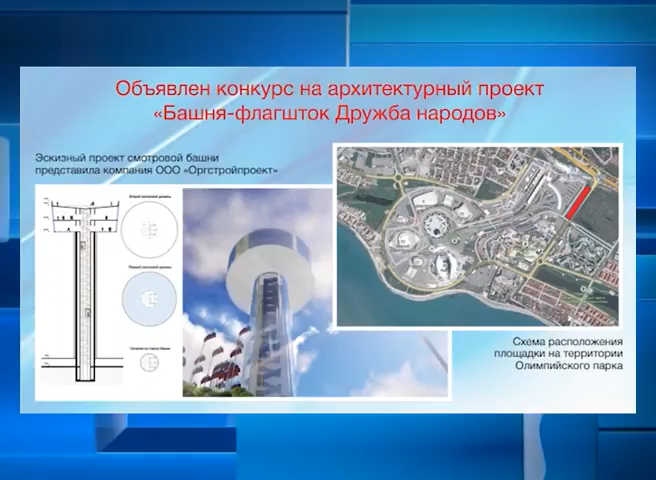 Объявлен конкурс на архитектурный проект
«Башня-флагшток Дружба народов»
Эскизный проект смотровой башни
представила компания ООО «Оргстройпроект»
Схема расположения
площадки на территории
Олимпийского парка